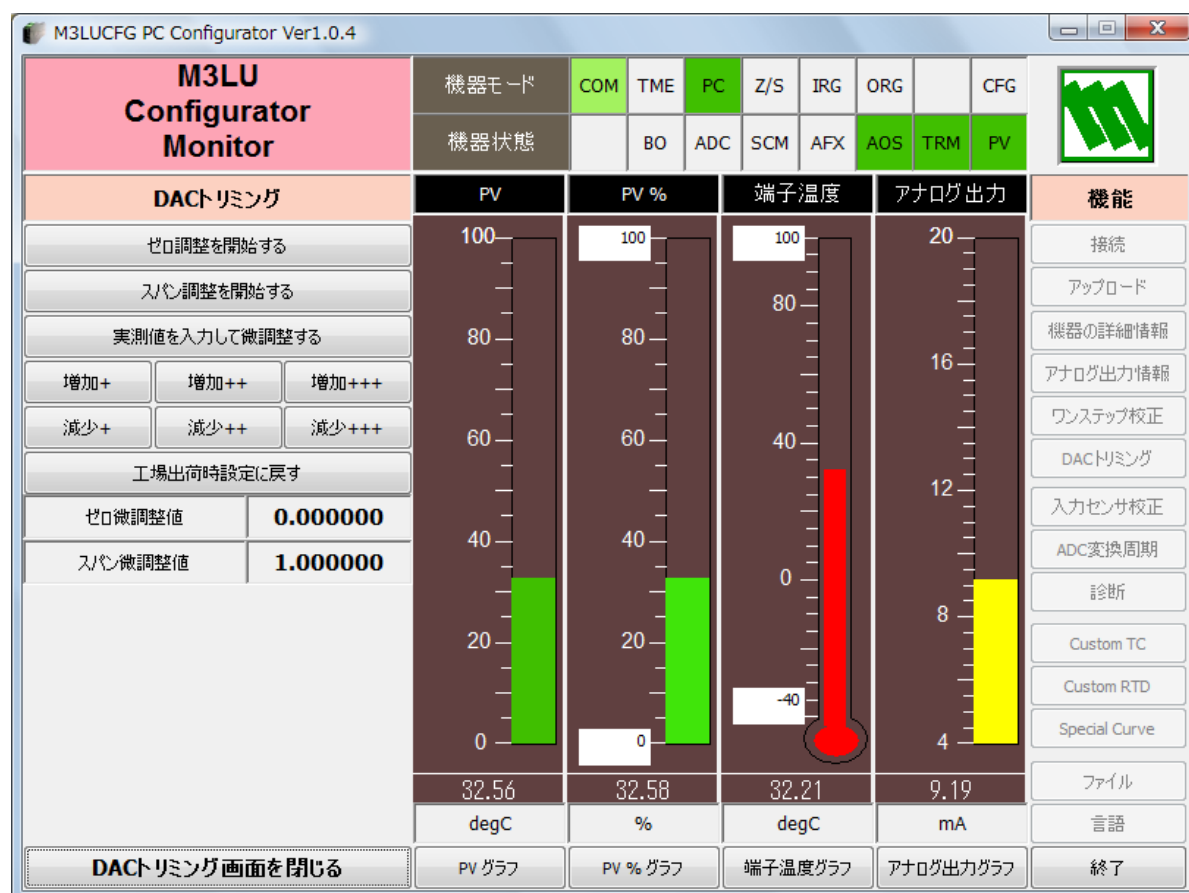 M3LUCFG PC Configurator Ver1.0.4
M3LU
Configurator
Monitor
機器モード
COM
TME
PC
Z/S
IRG
ORG
CFG
機器状態
BO
ADC
SCM
AFX
AOS
TRM
PV
DACトリミング
ゼロ調整を開始する
スパン調整を開始する
実測値を入力して微調整する
増加+
増加++
増加+++
減少+
減少++
減少+++
工場出荷時設定に戻す
ゼロ微調整値
0.000000
スパン微調整値
1.000000
DACトリミング画面を閉じる
PV
100
80
60
40
20
0
32.56
degC
PV グラフ
PV %
100
80
60
40
20
0
32.58
%
PV % グラフ
端子温度
100
80
40
0
-40
32.21
degC
端子温度グラフ
アナログ出力
20
16
12
8
4
9.19
mA
アナログ出力グラフ
機能
接続
アップロード
機器の詳細情報
アナログ出力情報
ワンステップ校正
DACトリミング
入力センサ校正
ADC変換周期
診断
Custom TC
Custom RTD
Special Curve
ファイル
言語
終了